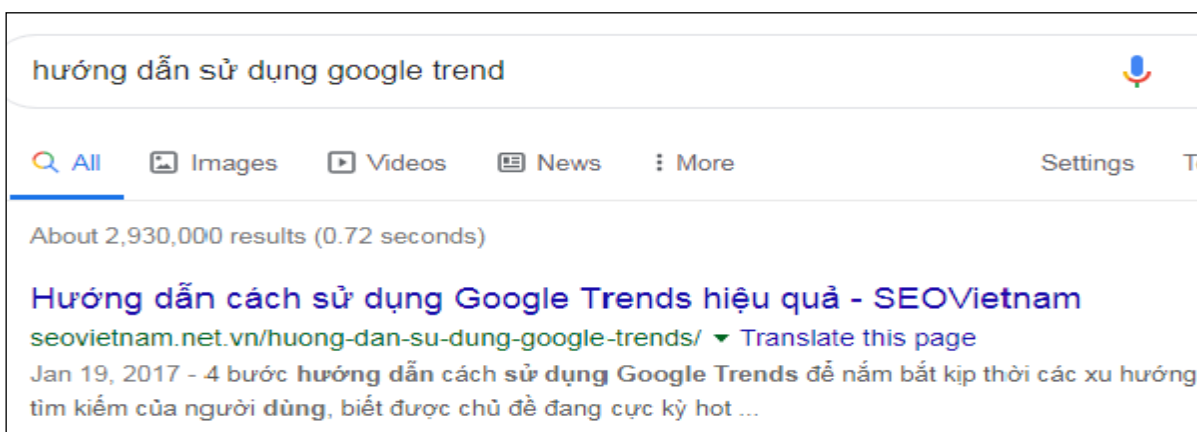 hướng dẫn sử dụng google trend
All Images Videos News More Settings
About 2,930,000 results (0.72 seconds)
Hướng dẫn cách sử dụng Google Trends hiệu quả - SEOVietnam
seovietnam.net.vn/huong-dan-su-dung-google-trends/ Translate this page
Jan 19, 2017 - 4 bước hướng dẫn cách sử dụng Google Trends để nắm bắt kịp thời các xu hướng
tìm kiếm của người dùng, biết được chủ đề đang cực kỳ hot ...